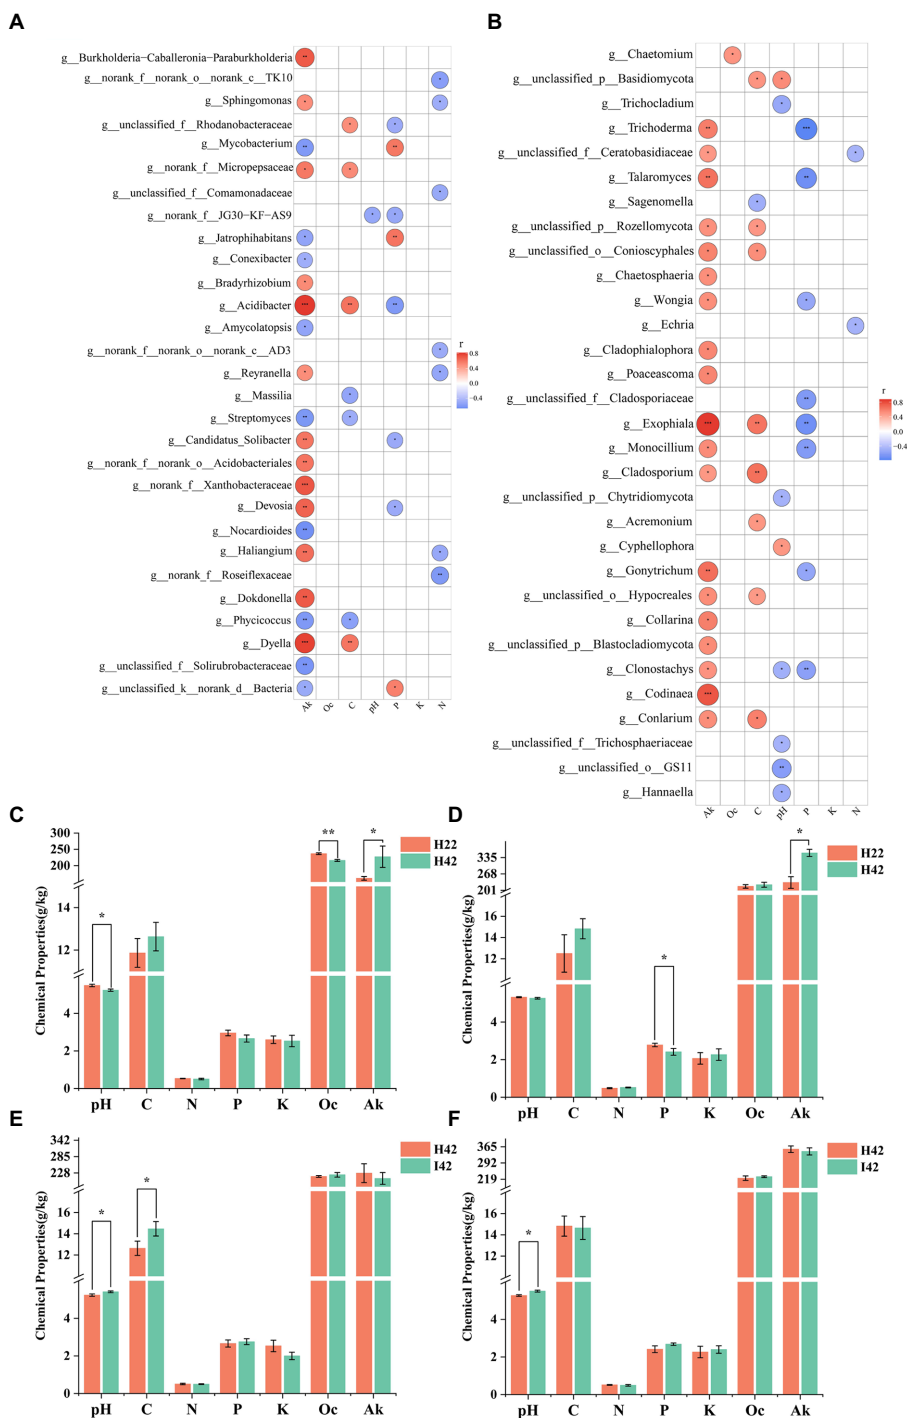 A
g__Burkholderia−Caballeronia−Paraburkholderia
g__norank_f__norank_o__norank_c__TK10
g__Sphingomonas
g__unclassified_f__Rhodanobacteraceae
g__Mycobacterium
g__norank_f__Micropepsaceae
g__unclassified_f__Comamonadaceae
g__norank_f__JG30−KF−AS9
g__Jatrophihabitans
g__Conexibacter
g__Bradyrhizobium
g__Acidibacter
g__Amycolatopsis
g__norank_f__norank_o__norank_c__AD3
g__Reyranella
g__Massilia
g__Streptomyces
g__Candidatus_Solibacter
g__norank_f__norank_o__Acidobacteriales
g__norank_f__Xanthobacteraceae
g__Devosia
g__Nocardioides
g__Haliangium
g__norank_f__Roseiflexaceae
g__Dokdonella
g__Phycicoccus
g__Dyella
g__unclassified_f__Solirubrobacteraceae
g__unclassified_k__norank_d__Bacteria
Ak Oc C pH P K N
r
0.8
0.4
0.0
−0.4
B
g__Chaetomium
g__unclassified_p__Basidiomycota
g__Trichocladium
g__Trichoderma
g__unclassified_f__Ceratobasidiaceae
g__Talaromyces
g__Sagenomella
g__unclassified_p__Rozellomycota
g__unclassified_o__Conioscyphales
g__Chaetosphaeria
g__Wongia
g__Echria
g__Cladophialophora
g__Poaceascoma
g__unclassified_f__Cladosporiaceae
g__Exophiala
g__Monocillium
g__Cladosporium
g__unclassified_p__Chytridiomycota
g__Acremonium
g__Cyphellophora
g__Gonytrichum
g__unclassified_o__Hypocreales
g__Collarina
g__unclassified_p__Blastocladiomycota
g__Clonostachys
g__Codinaea
g__Conlarium
g__unclassified_f__Trichosphaeriaceae
g__unclassified_o__GS11
g__Hannaella
Ak Oc C pH P K N
r
0.8
0.4
0.0
−0.4
C
Chemical Properties(g/kg)
300
250
200
14
12
4
2
0
* ** *
H22
H42
pH C N P K Oc Ak
D
Chemical Properties(g/kg)
335
268
201
16
14
12
4
2
0
* *
H22
H42
pH C N P K Oc Ak
E
Chemical Properties(g/kg)
342
285
228
16
14
12
4
2
0
* *
H42
I42
pH C N P K Oc Ak
F
Chemical Properties(g/kg)
365
292
219
16
14
12
4
2
0
*
H42
I42
pH C N P K Oc Ak